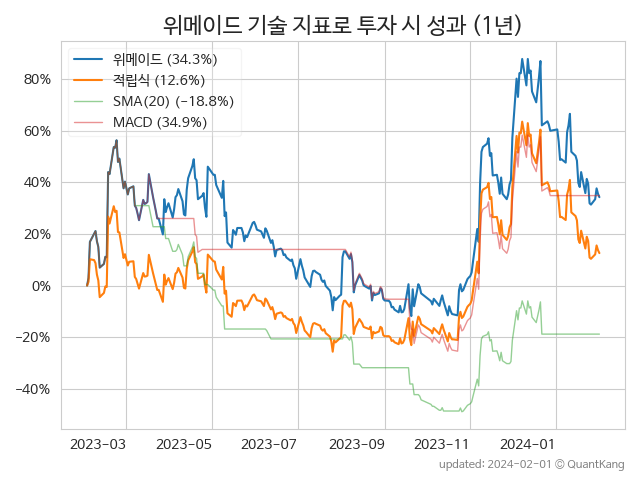 위메이드 기술 지표로 투자 시 성과 (1년)
위메이드 (34.3%)
적립식 (12.6%)
SMA(20) (−18.8%)
MACD (34.9%)
80%
60%
40%
20%
0%
−20%
−40%
2023-03
2023-05
2023-07
2023-09
2023-11
2024-01
updated: 2024-02-01 © QuantKang